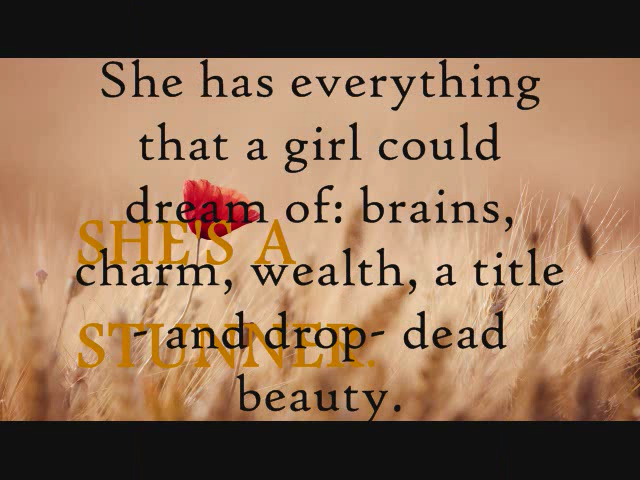 She has everything
that a girl could
dream of: brains,
SHE'S A
charm, wealth, a title
- and drop- dead
STUNNER.
beauty.